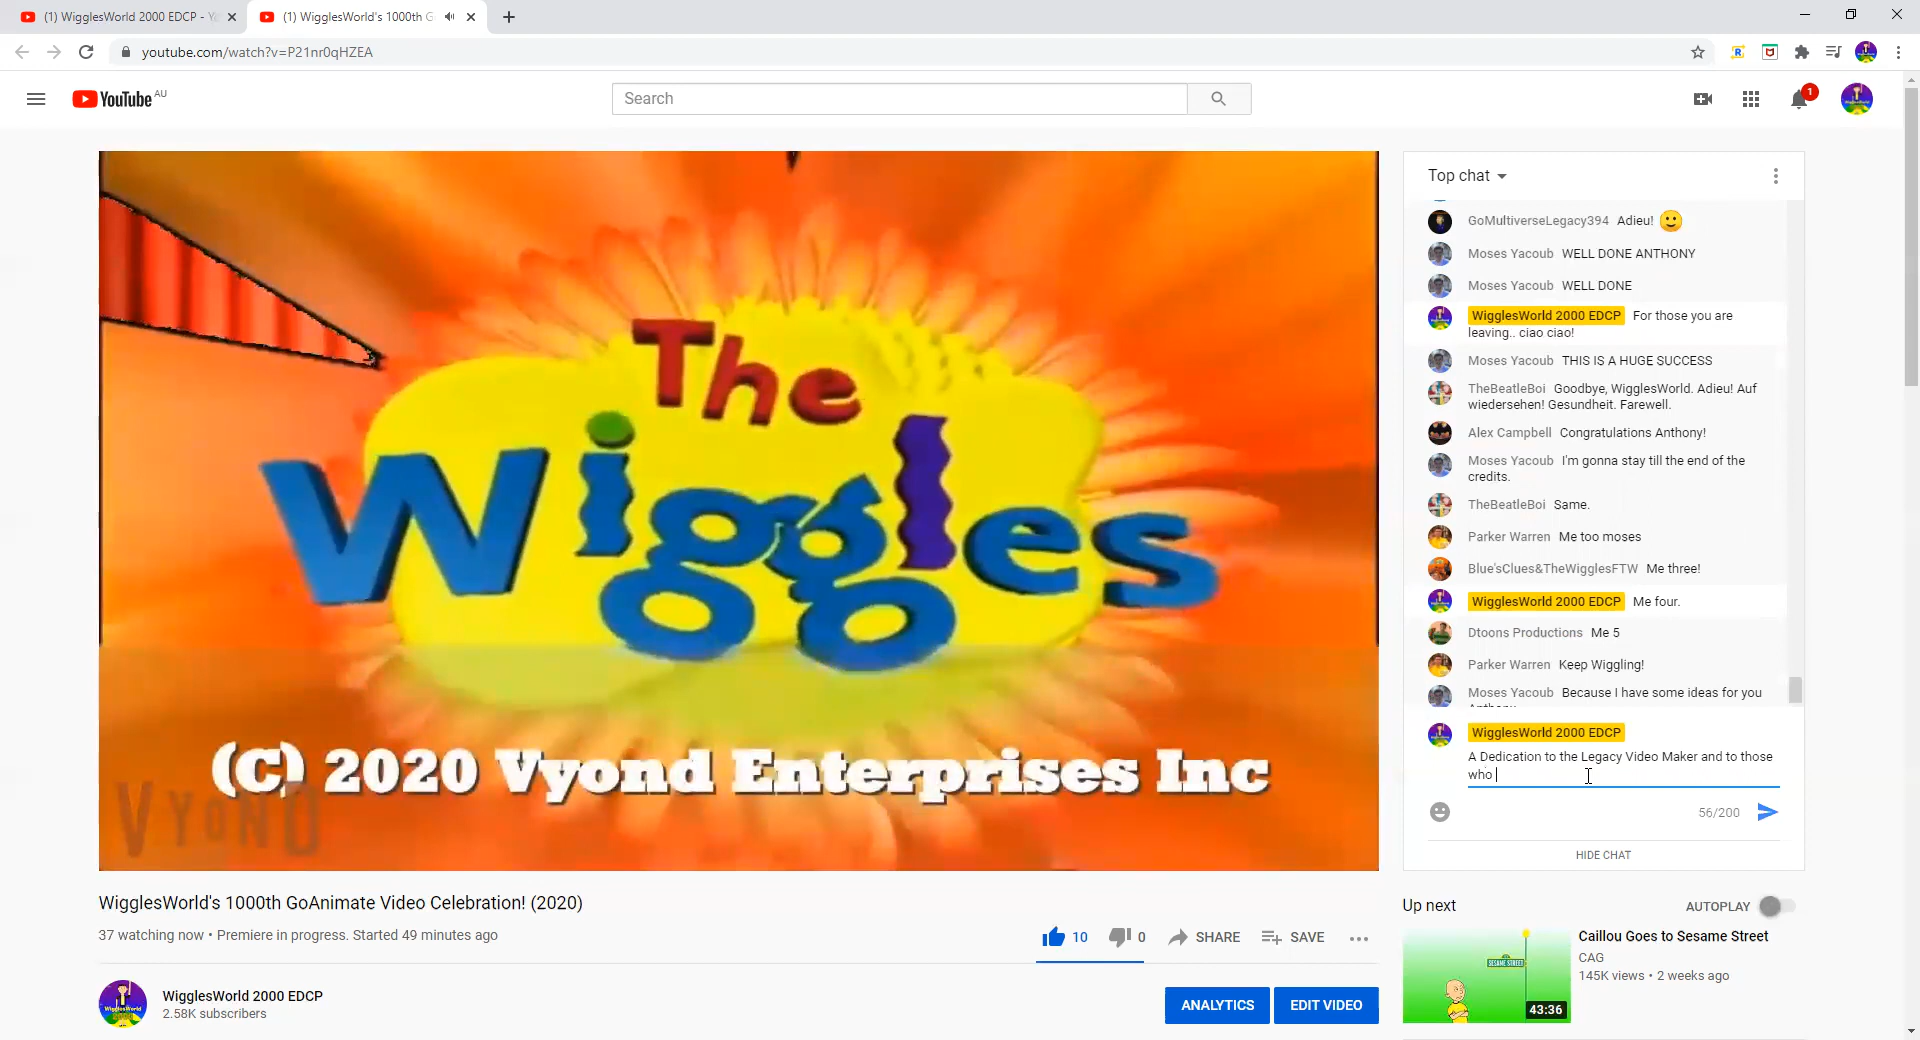 (1) WigglesWorld 2000 EDCP - Yo
(1) WigglesWorld's 1000th G
youtube.com/watch?v=P21nr0qHZEA
YouTube AU
Search
1
The
Wiggles
(C) 2020 Vyond Enterprises Inc
VYOND
Top chat
GoMultiverseLegacy394 Adieu!
Moses Yacoub WELL DONE ANTHONY
Moses Yacoub WELL DONE
WigglesWorld 2000 EDCP For those you are
leaving.. ciao ciao!
Moses Yacoub THIS IS A HUGE SUCCESS
TheBeatleBoi Goodbye, WigglesWorld. Adieu! Auf
wiedersehen! Gesundheit. Farewell.
Alex Campbell Congratulations Anthony!
Moses Yacoub I'm gonna stay till the end of the
credits.
TheBeatleBoi Same.
Parker Warren Me too moses
Blue'sClues&TheWigglesFTW Me three!
WigglesWorld 2000 EDCP Me four.
Dtoons Productions Me 5
Parker Warren Keep Wiggling!
Moses Yacoub Because I have some ideas for you
WigglesWorld 2000 EDCP
A Dedication to the Legacy Video Maker and to those
who
56/200
HIDE CHAT
WigglesWorld's 1000th GoAnimate Video Celebration! (2020)
37 watching now • Premiere in progress. Started 49 minutes ago
10 0 SHARE SAVE
WigglesWorld 2000 EDCP
2.58K subscribers
ANALYTICS EDIT VIDEO
Up next AUTOPLAY
SESAME STREET
43:36
Caillou Goes to Sesame Street
CAG
145K views • 2 weeks ago